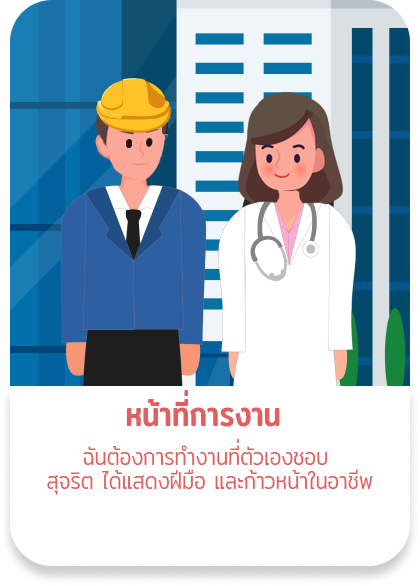 หน้าที่การงาน
ฉันต้องการทำงานที่ตัวเองชอบ
สุจริต ได้แสดงฝีมือ และก้าวหน้าในอาชีพ